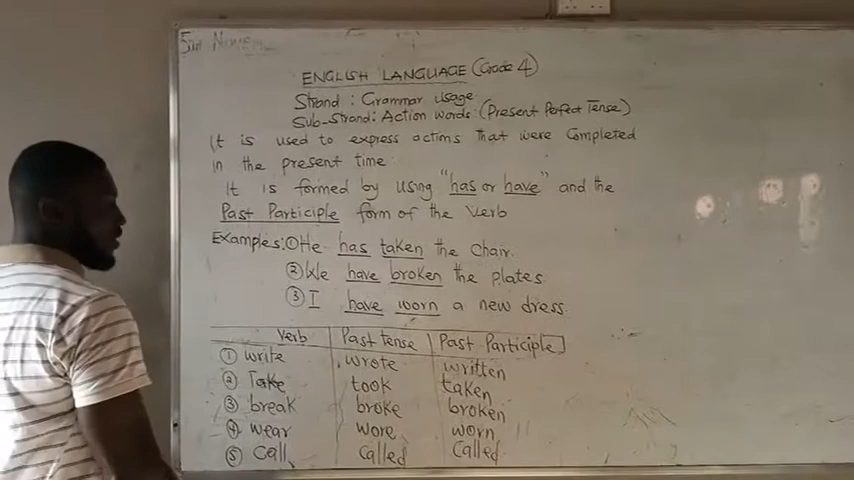 5in
ENGLISH LANGUAGE (Grade 4)
Strand : Grammar usage
Sub-Strand: Action words: (Present Perfect Tense)
It is used to express actions that were Completed
in the present time
It is formed by using "has or have" and the
Past Participle form of the verb
Examples: ① He has taken the chair.
② We have broken the plates
③ I have worn a new dress
Verb Past tense Past Participle
① write wrote written
② Take took taken
③ break broke broken
④ wear wore worn
⑤ Call called called